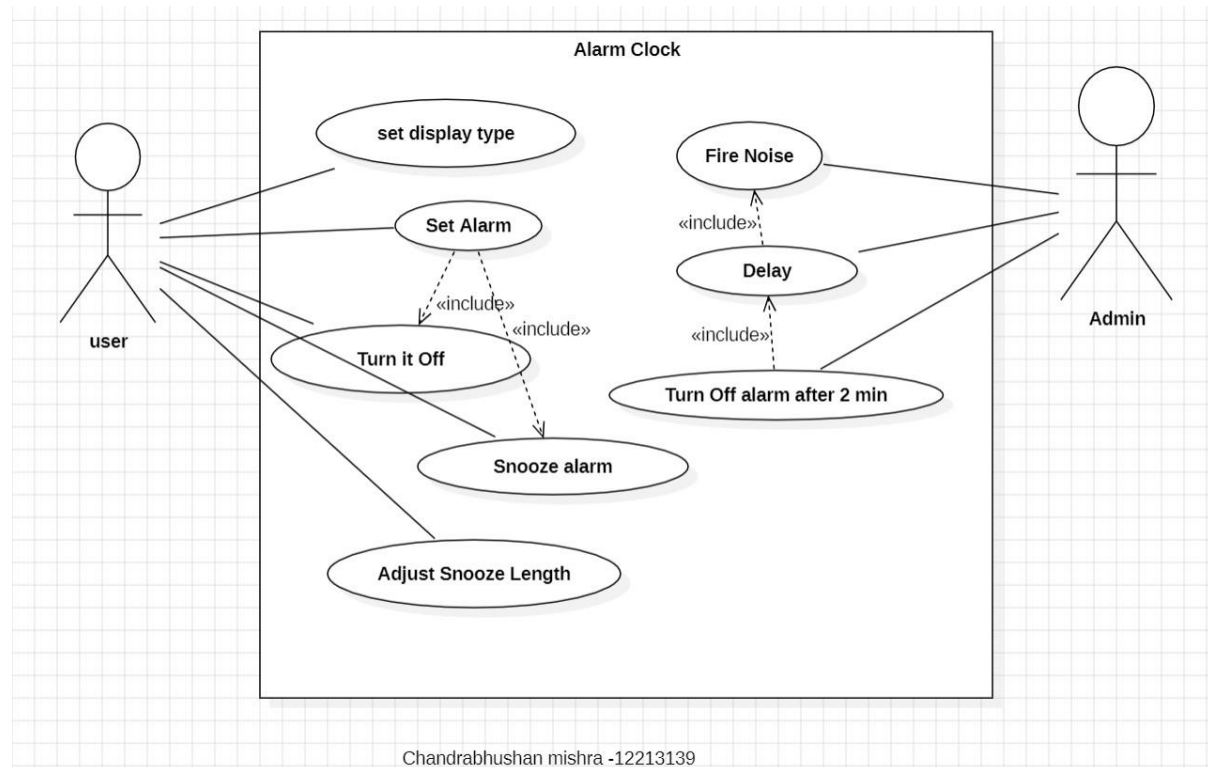 Alarm Clock
set display type
Fire Noise
Set Alarm
«include»
Delay
«include»
«include»
«include»
user
Admin
Turn it Off
Turn Off alarm after 2 min
Snooze alarm
Adjust Snooze Length
Chandrabhushan mishra -12213139